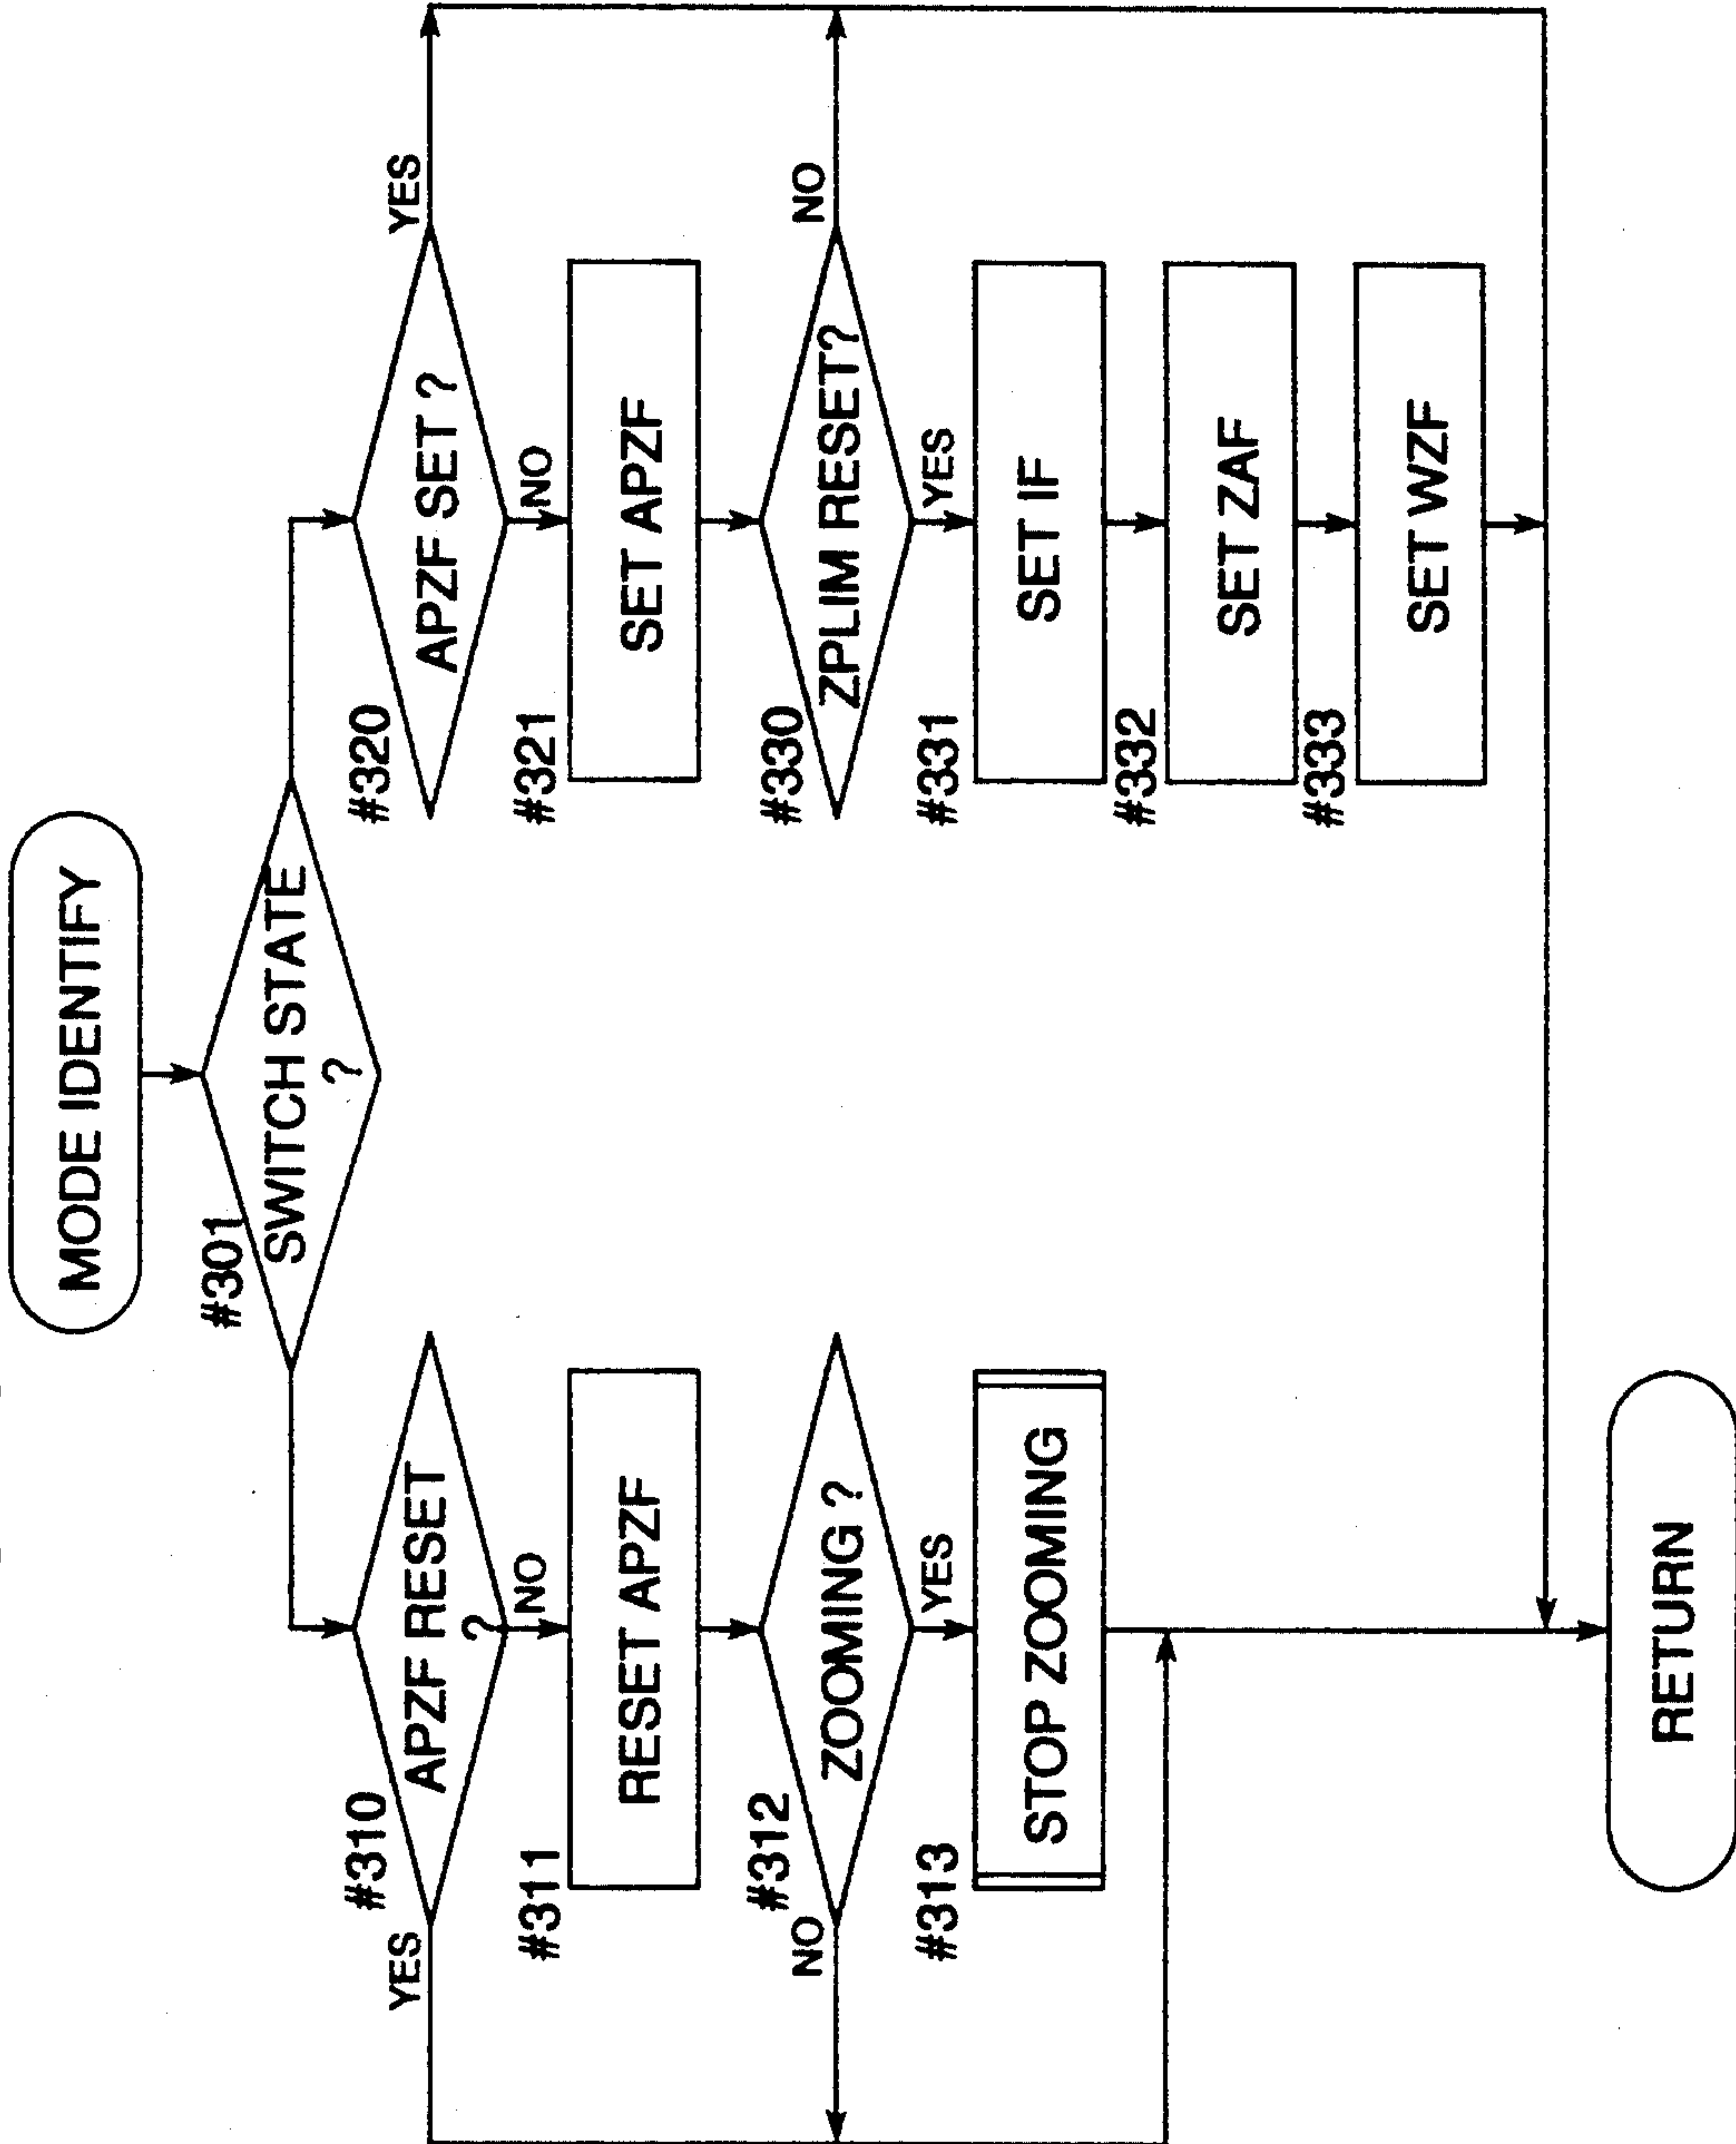 MODE IDENTIFY
#301
SWITCH STATE
?
#310
APZF RESET
?
YES
NO
#311
RESET APZF
#312
ZOOMING ?
NO
YES
#313
STOP ZOOMING
#320
APZF SET ?
YES
NO
#321
SET APZF
#330
ZPLIM RESET?
NO
YES
#331
SET IF
#332
SET ZAF
#333
SET WZF
RETURN